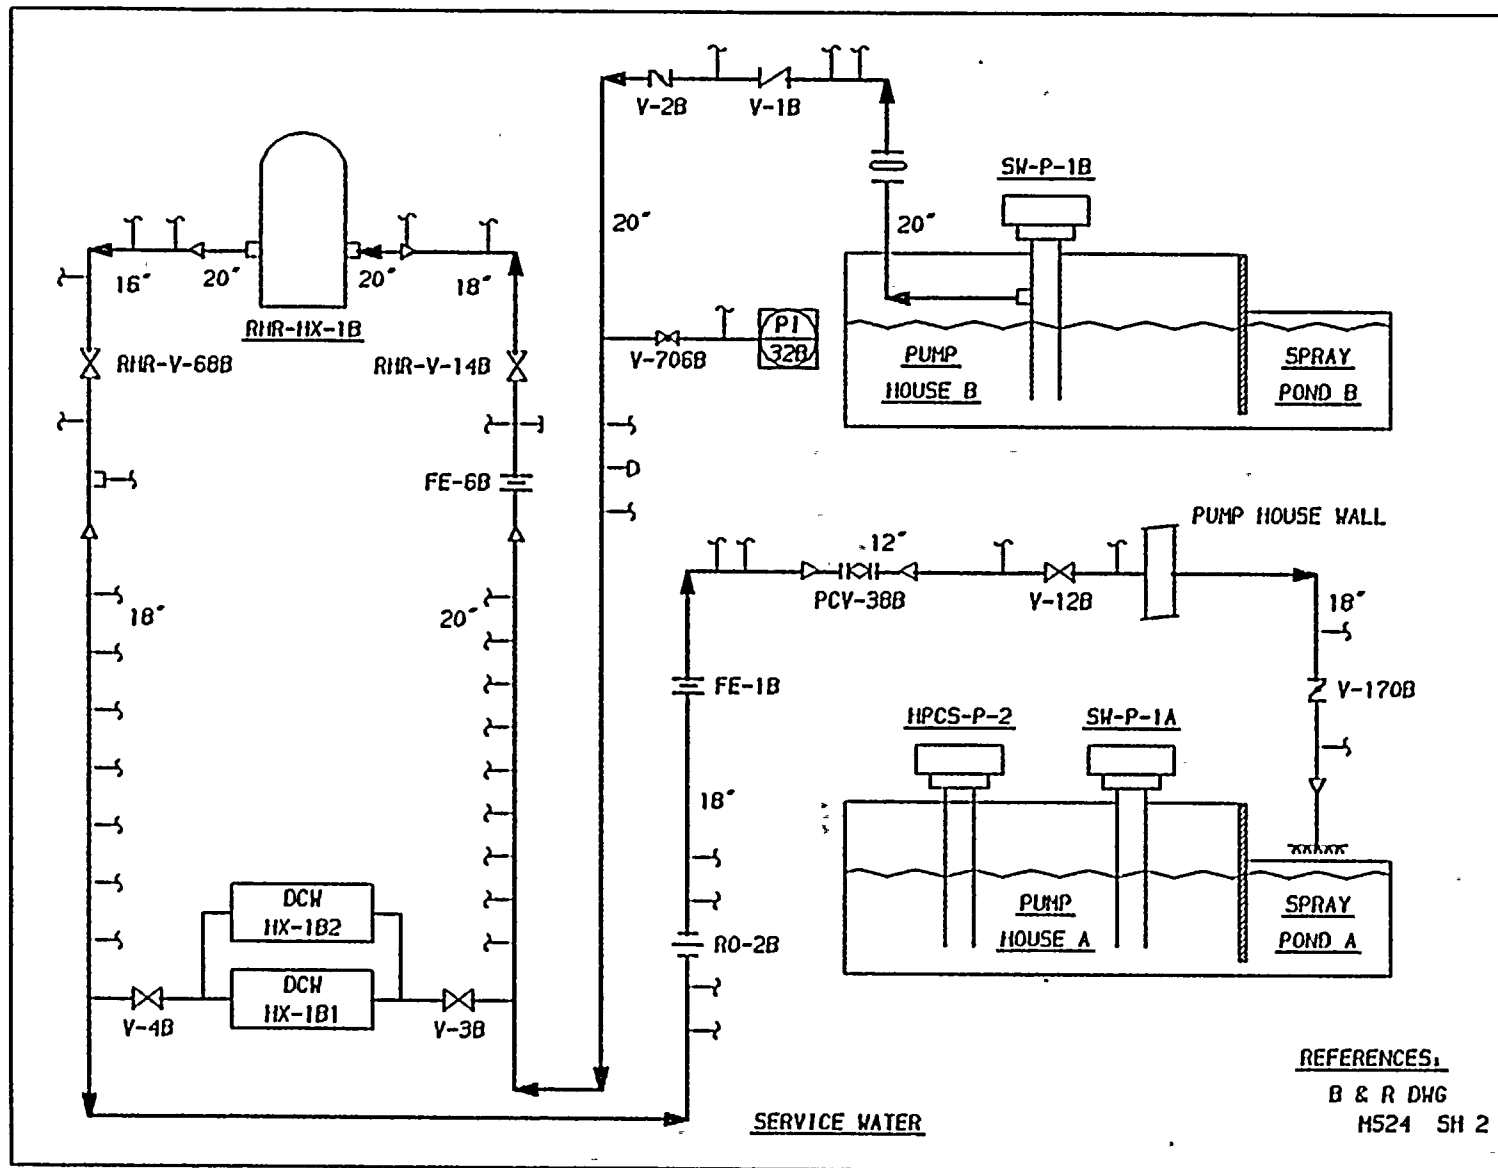 V-2B
V-1B
SW-P-1B
20"
20"
16"
20"
20"
18"
RHR-HX-1B
RHR-V-68B
RHR-V-14B
V-706B
PI
32B
PUMP
HOUSE B
SPRAY
POND B
FE-6B
PUMP HOUSE WALL
12"
PCV-38B
V-12B
18"
18"
20"
FE-1B
V-170B
HPCS-P-2
SW-P-1A
18"
DCW
HX-1B2
PUMP
HOUSE A
SPRAY
POND A
RO-2B
DCW
HX-1B1
V-4B
V-3B
REFERENCES:
B & R DWG
M524 SH 2
SERVICE WATER